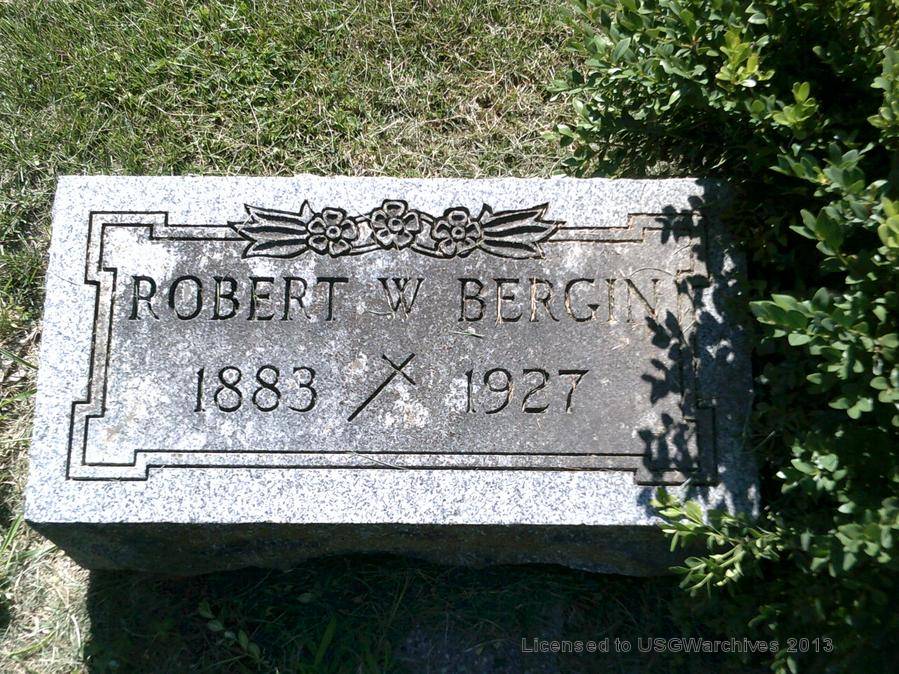 ROBERT W BERGIN
1883 1927
Licensed to USGWarchives 2013